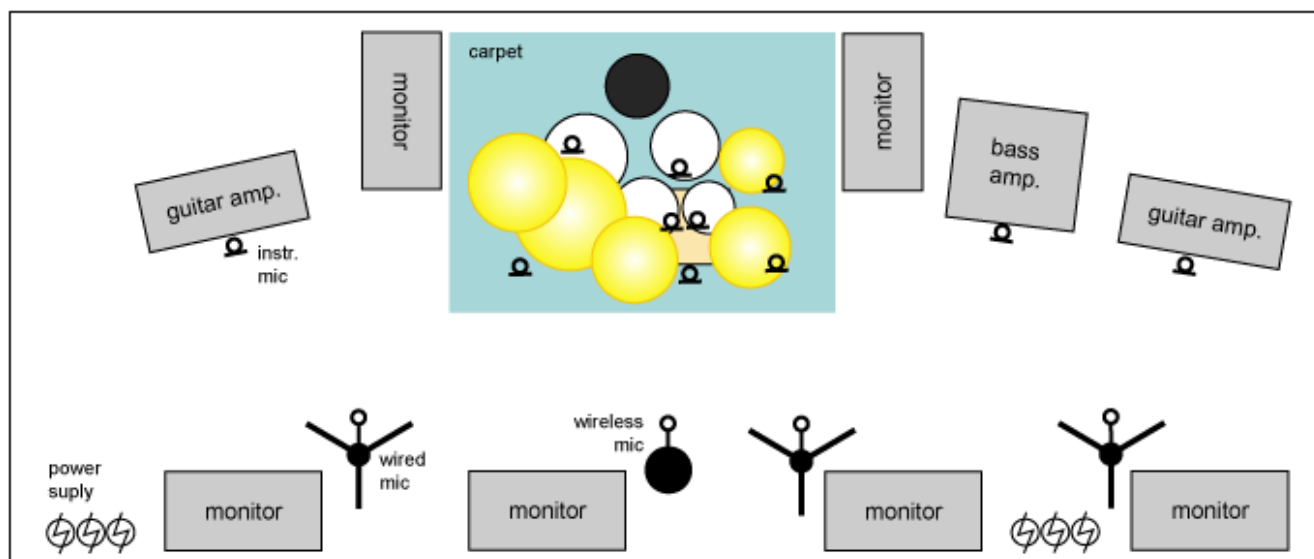 carpet
monitor
monitor
bass
amp.
guitar amp.
guitar amp.
instr.
mic
wireless
mic
wired
mic
power
suply
monitor
monitor
monitor
monitor